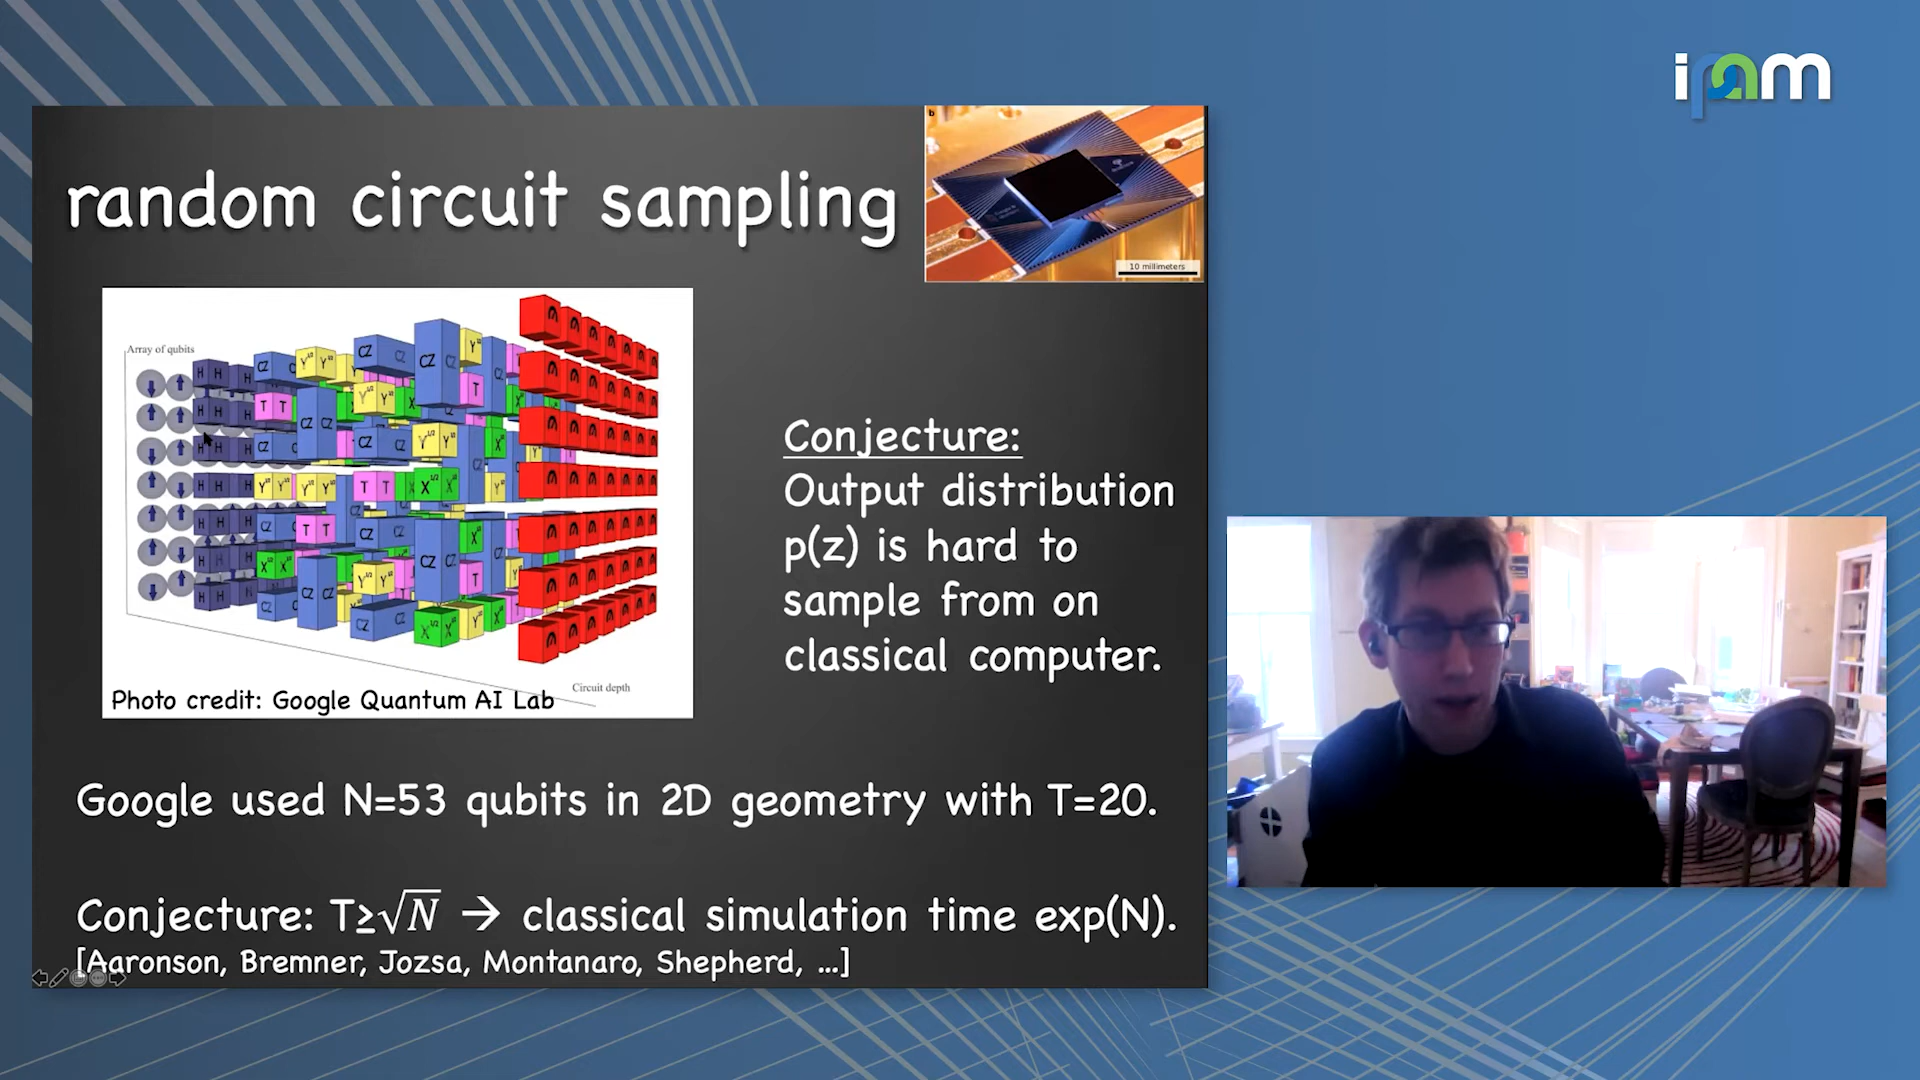 ipam
b
random circuit sampling
10 millimeters
Array of qubits
Conjecture:
Output distribution
p(z) is hard to
sample from on
classical computer.
Circuit depth
Photo credit: Google Quantum AI Lab
Google used N=53 qubits in 2D geometry with T=20.
Conjecture: T≥√N → classical simulation time exp(N).
[Aaronson, Bremner, Jozsa, Montanaro, Shepherd, ...]